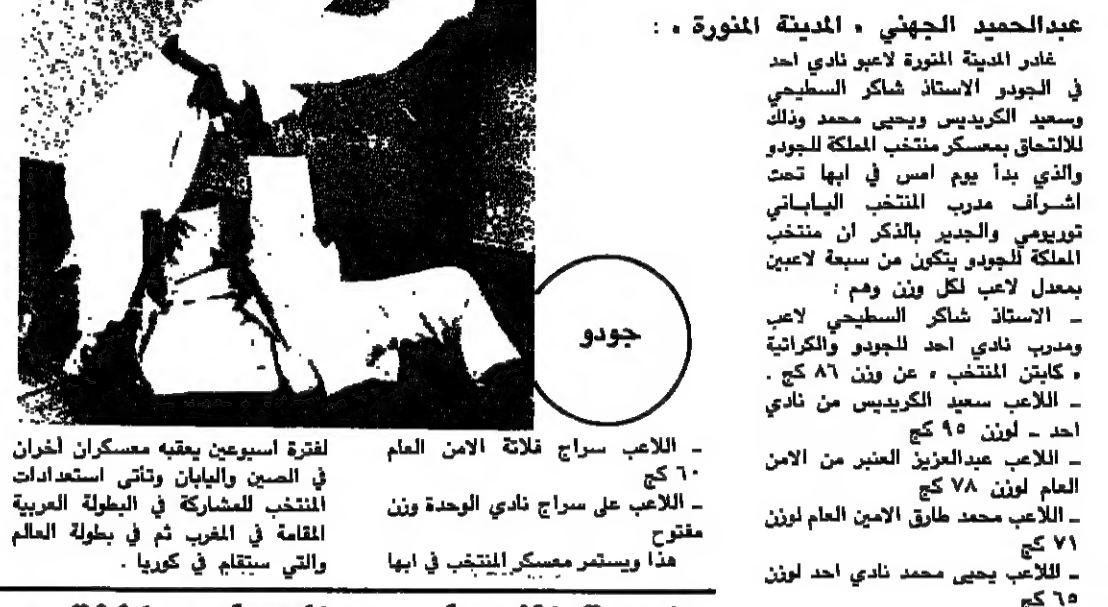 عبدالحميد الجهني • المدينة المنورة • :
غادر المدينة المنورة لاعبو نادي احد
في الجودو الاستاذ شاكر السطيحي
وسعيد الكريديس ويحيى محمد وذلك
للالتحاق بمعسكر منتخب المملكة للجودو
والذي بدأ يوم امس في ابها تحت
اشراف مدرب المنتخب اليابانى
توريومي والجدير بالذكر ان منتخب
المملكة للجودو يتكون من سبعة لاعبين
بمعدل لاعب لكل وزن وهم :
ـ الاستاذ شاكر السطيحي لاعب
ومدرب نادي احد للجودو والكراتية
• كابتن المنتخب • عن وزن ٨٦ كج .
ـ اللاعب سعيد الكريديس من نادي
احد ـ لوزن ٩٥ كج
ـ اللاعب عبدالعزيز العنبر من الامن
العام لوزن ٧٨ كج
ـ اللاعب محمد طارق الامين العام لوزن
٧١ كج
ـ اللاعب يحيى محمد نادي احد لوزن
٦٥ كج
جودو
ـ اللاعب سراج فلاتة الامن العام
٦٠ كج
ـ اللاعب على سراج نادي الوحدة وزن
مفتوح
هذا ويستمر معسكر المنتخب في ابها
لفترة اسبوعين يعقبه معسكران أخران
في الصين واليابان وتأتى استعدادات
المنتخب للمشاركة في البطولة العربية
المقامة في المغرب ثم في بطولة العالم
والتي ستقام في كوريا .